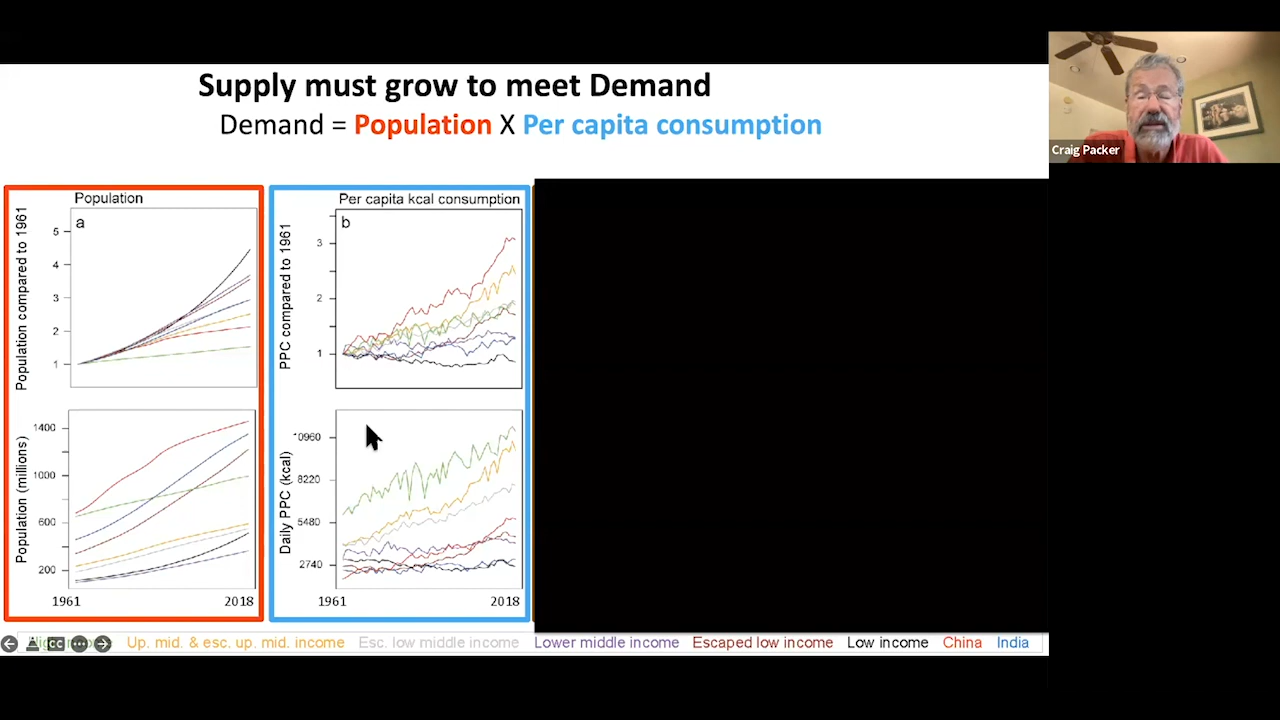 Supply must grow to meet Demand
Demand = Population X Per capita consumption
Craig Packer
Population
a
Population compared to 1961
5
4
3
2
1
Per capita kcal consumption
b
PPC compared to 1961
3
2
1
Population (millions)
1400
1000
600
200
1961
2018
Daily PPC (kcal)
0960
8220
5480
2740
1961
2018
Up. mid. & esc. up. mid. income
Esc. low middle income
Lower middle income
Escaped low income
Low income
China
India